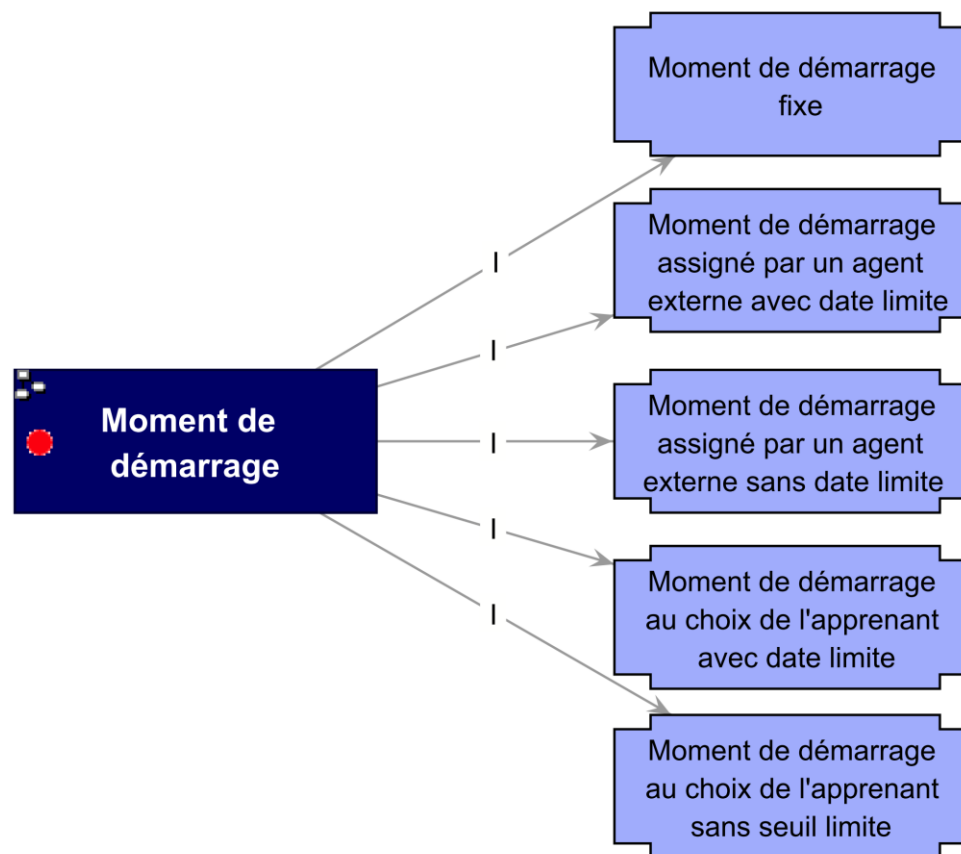 Moment de démarrage
fixe
I
Moment de démarrage
assigné par un agent
externe avec date limite
I
Moment de
démarrage
I
Moment de démarrage
assigné par un agent
externe sans date limite
I
Moment de démarrage
au choix de l'apprenant
avec date limite
I
Moment de démarrage
au choix de l'apprenant
sans seuil limite